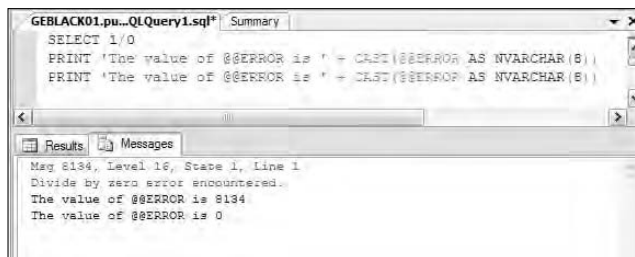 GEBLACK01.pu...QLQuery1.sql* Summary
SELECT 1/0
PRINT 'The value of @@ERROR is ' + CAST(@@ERROR AS NVARCHAR(8))
PRINT 'The value of @@ERROR is ' + CAST(@@ERROR AS NVARCHAR(8))
Results Messages
Msg 8134, Level 16, State 1, Line 1
Divide by zero error encountered.
The value of @@ERROR is 8134
The value of @@ERROR is 0